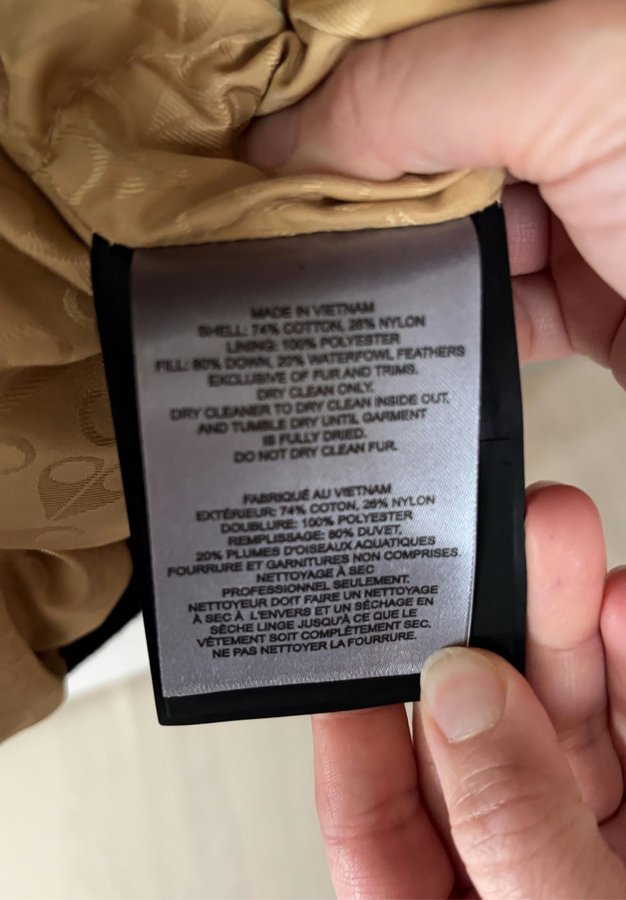 MADE IN VIETNAM
SHELL: 74% COTTON, 26% NYLON
LINING: 100% POLYESTER
FILL: 80% DOWN, 20% WATERFOWL FEATHERS
EXCLUSIVE OF FUR AND TRIMS.
DRY CLEAN ONLY.
DRY CLEANER TO DRY CLEAN INSIDE OUT,
AND TUMBLE DRY UNTIL GARMENT
IS FULLY DRIED.
DO NOT DRY CLEAN FUR.
FABRIQUÉ AU VIETNAM
EXTÉRIEUR: 74% COTON, 26% NYLON
DOUBLURE: 100% POLYESTER
REMPLISSAGE: 80% DUVET,
20% PLUMES D'OISEAUX AQUATIQUES
FOURRURE ET GARNITURES NON COMPRISES.
NETTOYAGE À SEC
PROFESSIONNEL SEULEMENT.
NETTOYEUR DOIT FAIRE UN NETTOYAGE
À SEC À L'ENVERS ET UN SÉCHAGE EN
SÈCHE LINGE JUSQU'À CE QUE LE
VÊTEMENT SOIT COMPLÈTEMENT SEC.
NE PAS NETTOYER LA FOURRURE.